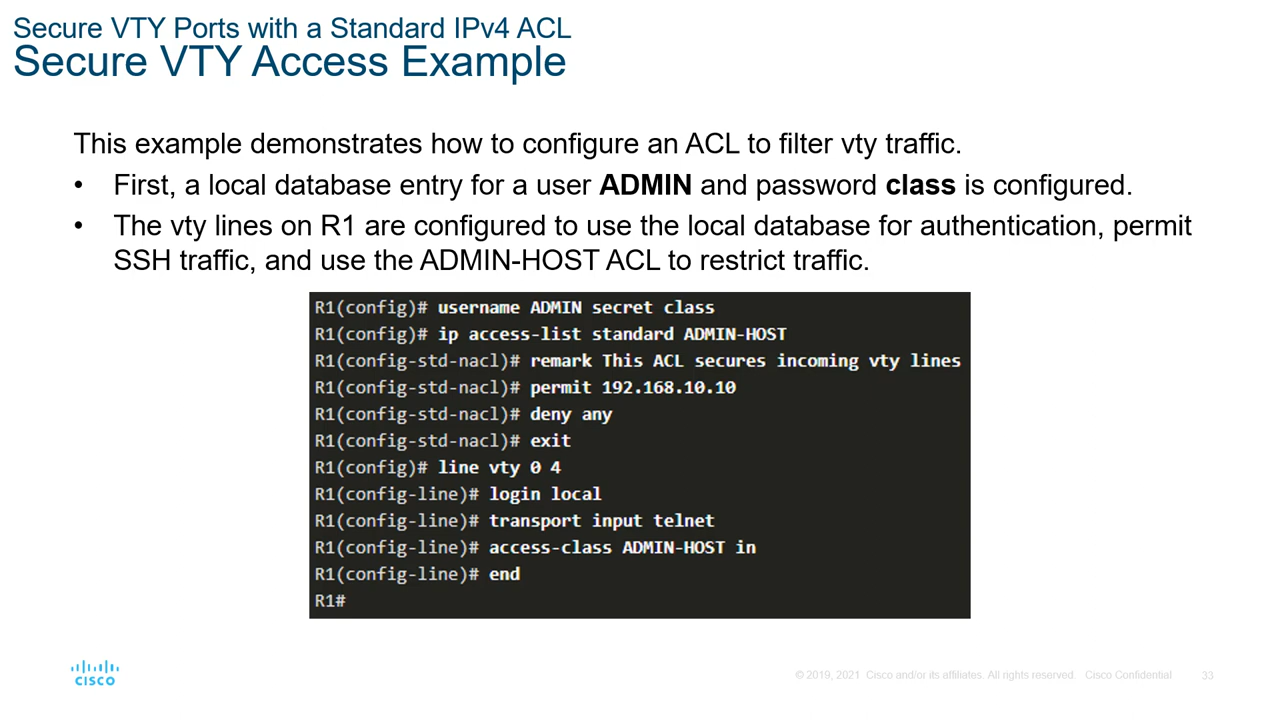 Secure VTY Ports with a Standard IPv4 ACL
Secure VTY Access Example
This example demonstrates how to configure an ACL to filter vty traffic.
• First, a local database entry for a user ADMIN and password class is configured.
• The vty lines on R1 are configured to use the local database for authentication, permit
SSH traffic, and use the ADMIN-HOST ACL to restrict traffic.
R1(config)# username ADMIN secret class
R1(config)# ip access-list standard ADMIN-HOST
R1(config-std-nacl)# remark This ACL secures incoming vty lines
R1(config-std-nacl)# permit 192.168.10.10
R1(config-std-nacl)# deny any
R1(config-std-nacl)# exit
R1(config)# line vty 0 4
R1(config-line)# login local
R1(config-line)# transport input telnet
R1(config-line)# access-class ADMIN-HOST in
R1(config-line)# end
R1#
CISCO
© 2019, 2021 Cisco and/or its affiliates. All rights reserved. Cisco Confidential 33